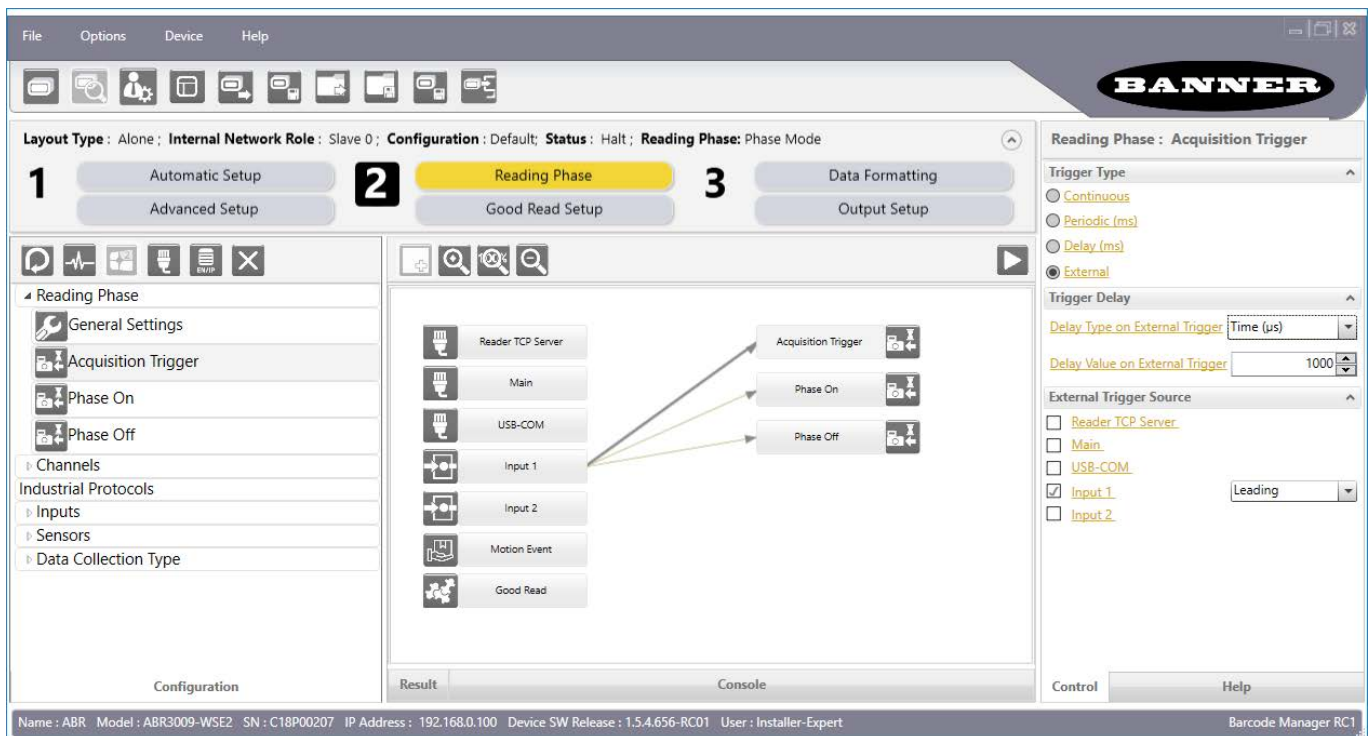 File Options Device Help
BANNER
Layout Type : Alone ; Internal Network Role : Slave 0 ; Configuration : Default; Status : Halt ; Reading Phase: Phase Mode
1
Automatic Setup
Advanced Setup
2
Reading Phase
Good Read Setup
3
Data Formatting
Output Setup
EN/IP
Reading Phase
General Settings
Acquisition Trigger
Phase On
Phase Off
Channels
Industrial Protocols
Inputs
Sensors
Data Collection Type
Configuration
Reader TCP Server
Main
USB-COM
Input 1
Input 2
Motion Event
Good Read
Acquisition Trigger
Phase On
Phase Off
Result Console
Reading Phase : Acquisition Trigger
Trigger Type
Continuous
Periodic (ms)
Delay (ms)
External
Trigger Delay
Delay Type on External Trigger Time (µs)
Delay Value on External Trigger 1000
External Trigger Source
Reader TCP Server
Main
USB-COM
Input 1 Leading
Input 2
Control Help
Name : ABR Model : ABR3009-WSE2 SN : C18P00207 IP Address : 192.168.0.100 Device SW Release : 1.5.4.656-RC01 User : Installer-Expert Barcode Manager RC1